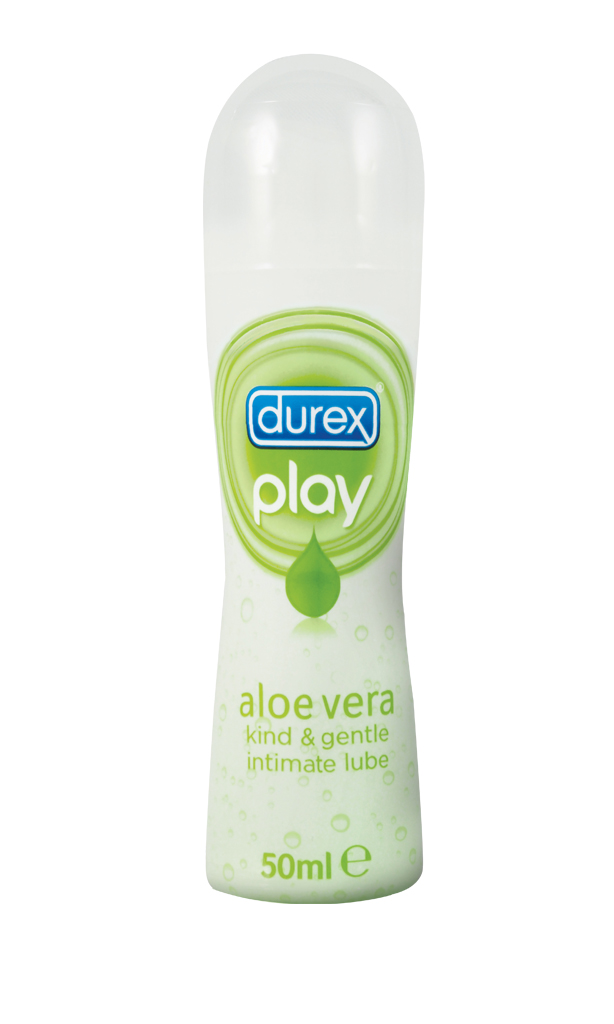 durex®
play
aloe vera
kind & gentle
intimate lube
50ml ℮